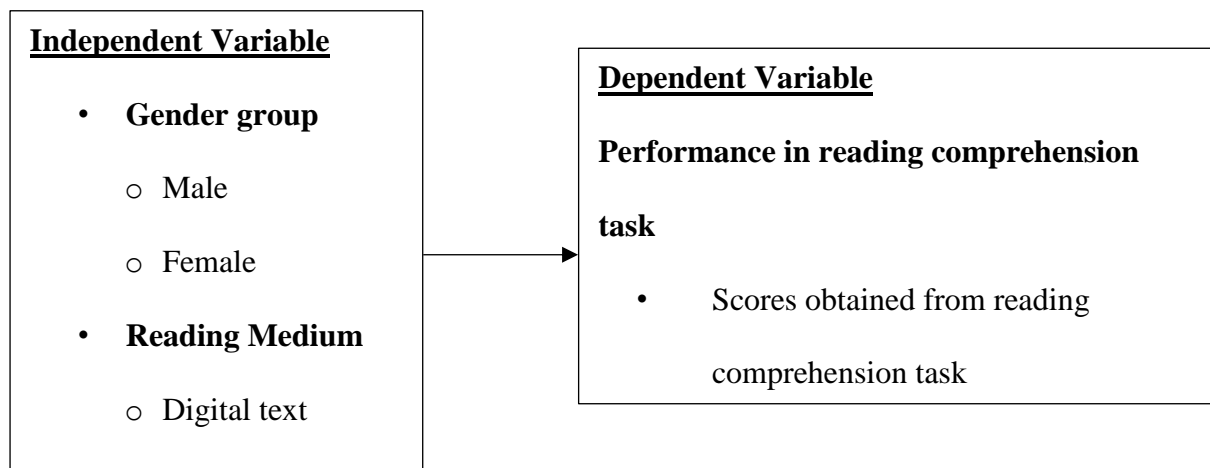 Independent Variable
• Gender group
o Male
o Female
• Reading Medium
o Digital text
Dependent Variable
Performance in reading comprehension
task
• Scores obtained from reading
comprehension task